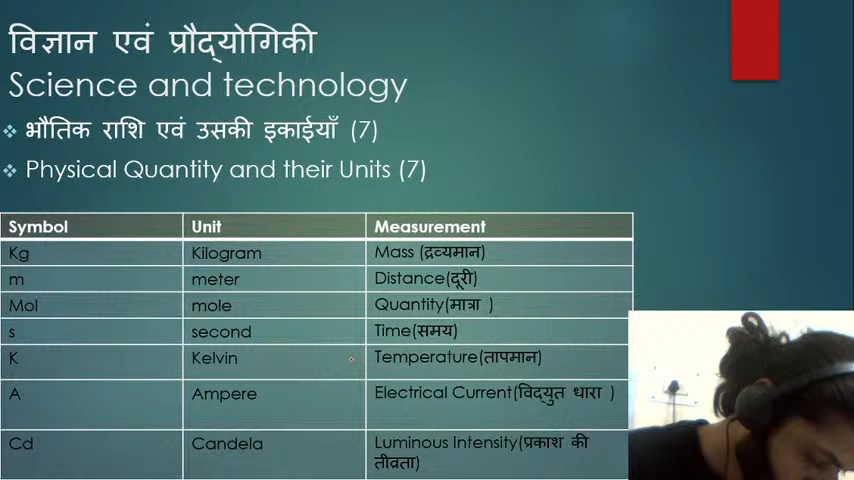 विज्ञान एवं प्रौद्योगिकी
Science and technology
भौतिक राशि एवं उसकी इकाईयाँ (7)
Physical Quantity and their Units (7)
Symbol Unit Measurement
Kg Kilogram Mass (द्रव्यमान)
m meter Distance(दूरी)
Mol mole Quantity(मात्रा )
s second Time(समय)
K Kelvin Temperature(तापमान)
A Ampere Electrical Current(विद्युत धारा )
Cd Candela Luminous Intensity(प्रकाश की
तीव्रता)